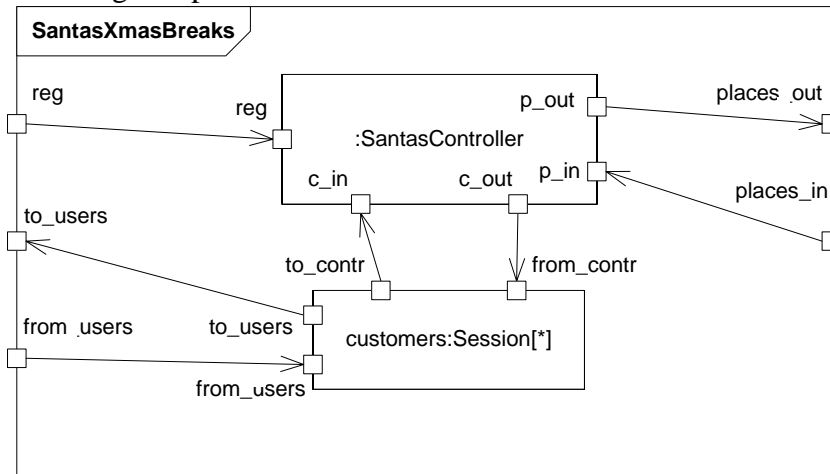 SantasXmasBreaks
reg
reg
p_out
places_out
:SantasController
p_in
c_in
c_out
places_in
to_users
to_contr
from_contr
from_users
to_users
customers:Session[*]
from_users